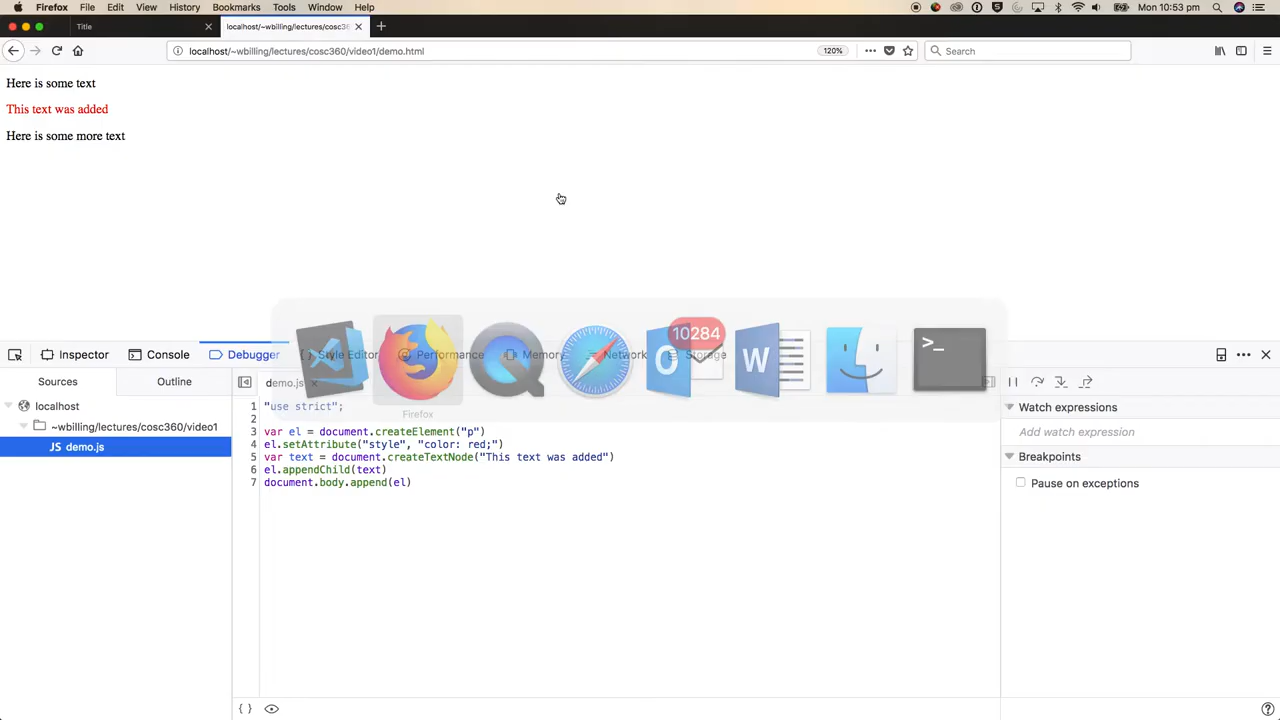 Firefox File Edit View History Bookmarks Tools Window Help Mon 10:53 pm
Title localhost/~wbilling/lectures/cosc36
localhost/~wbilling/lectures/cosc360/video1/demo.html 120% Search
Here is some text
This text was added
Here is some more text
10284
Inspector Console Debugger { } Style Editor Performance Memory Network Storage
Sources Outline demo.js
localhost
~wbilling/lectures/cosc360/video1
JS demo.js
Firefox
1 "use strict";
2
3 var el = document.createElement("p")
4 el.setAttribute("style", "color: red;")
5 var text = document.createTextNode("This text was added")
6 el.appendChild(text)
7 document.body.append(el)
Watch expressions
Add watch expression
Breakpoints
Pause on exceptions
{ }